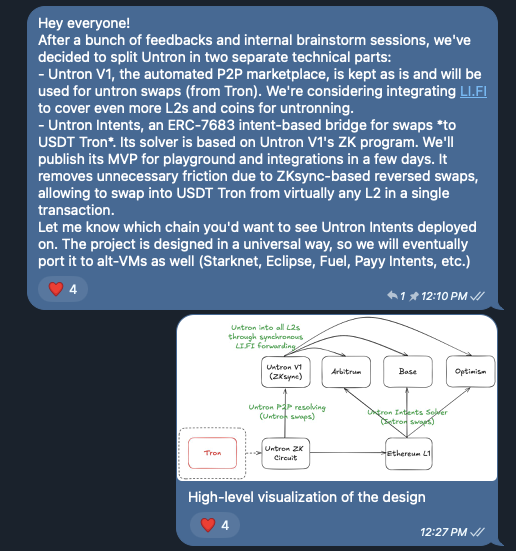 Hey everyone!
After a bunch of feedbacks and internal brainstorm sessions, we've
decided to split Untron in two separate technical parts:
- Untron V1, the automated P2P marketplace, is kept as is and will be
used for untron swaps (from Tron). We're considering integrating LI.FI
to cover even more L2s and coins for untronning.
- Untron Intents, an ERC-7683 intent-based bridge for swaps *to
USDT Tron*. Its solver is based on Untron V1's ZK program. We'll
publish its MVP for playground and integrations in a few days. It
removes unnecessary friction due to ZKsync-based reversed swaps,
allowing to swap into USDT Tron from virtually any L2 in a single
transaction.
Let me know which chain you'd want to see Untron Intents deployed
on. The project is designed in a universal way, so we will eventually
port it to alt-VMs as well (Starknet, Eclipse, Fuel, Payy Intents, etc.)
4
1 12:10 PM
Untron into all L2s
through synchronous
LI.FI forwarding
Untron V1
(ZKsync)
Arbitrum
Base
Optimism
Untron P2P resolving
(Untron swaps)
Untron Intents Solver
(Intron swaps)
Tron
Untron ZK
Circuit
Ethereum L1
High-level visualization of the design
4
12:27 PM